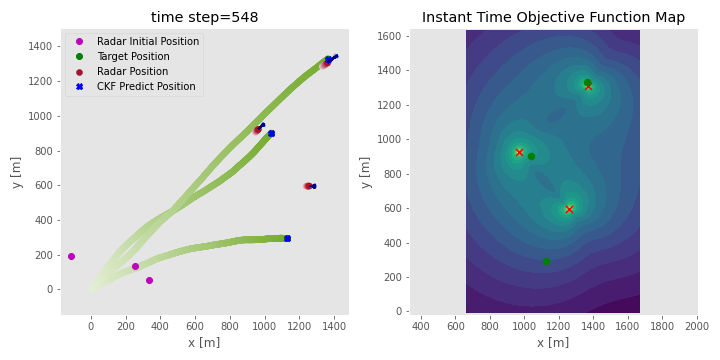 time step=548
Radar Initial Position
Target Position
Radar Position
CKF Predict Position
1400
1200
1000
800
600
400
200
0
y [m]
0 200 400 600 800 1000 1200 1400
x [m]
Instant Time Objective Function Map
1600
1400
1200
1000
800
600
400
200
0
y [m]
400 600 800 1000 1200 1400 1600 1800 2000
x [m]